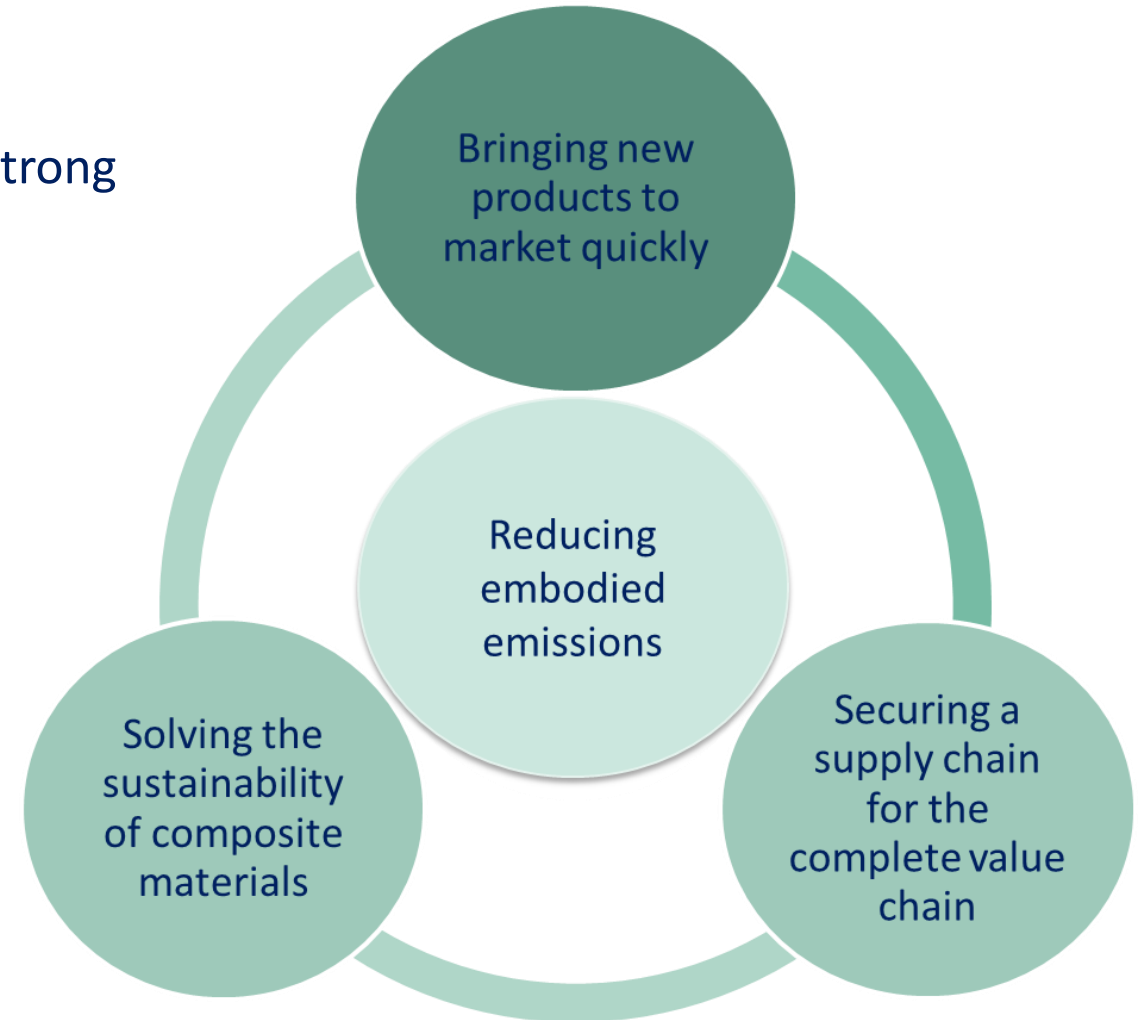 trong
Bringing new
products to
market quickly
Reducing
embodied
emissions
Solving the
sustainability
of composite
materials
Securing a
supply chain
for the
complete value
chain